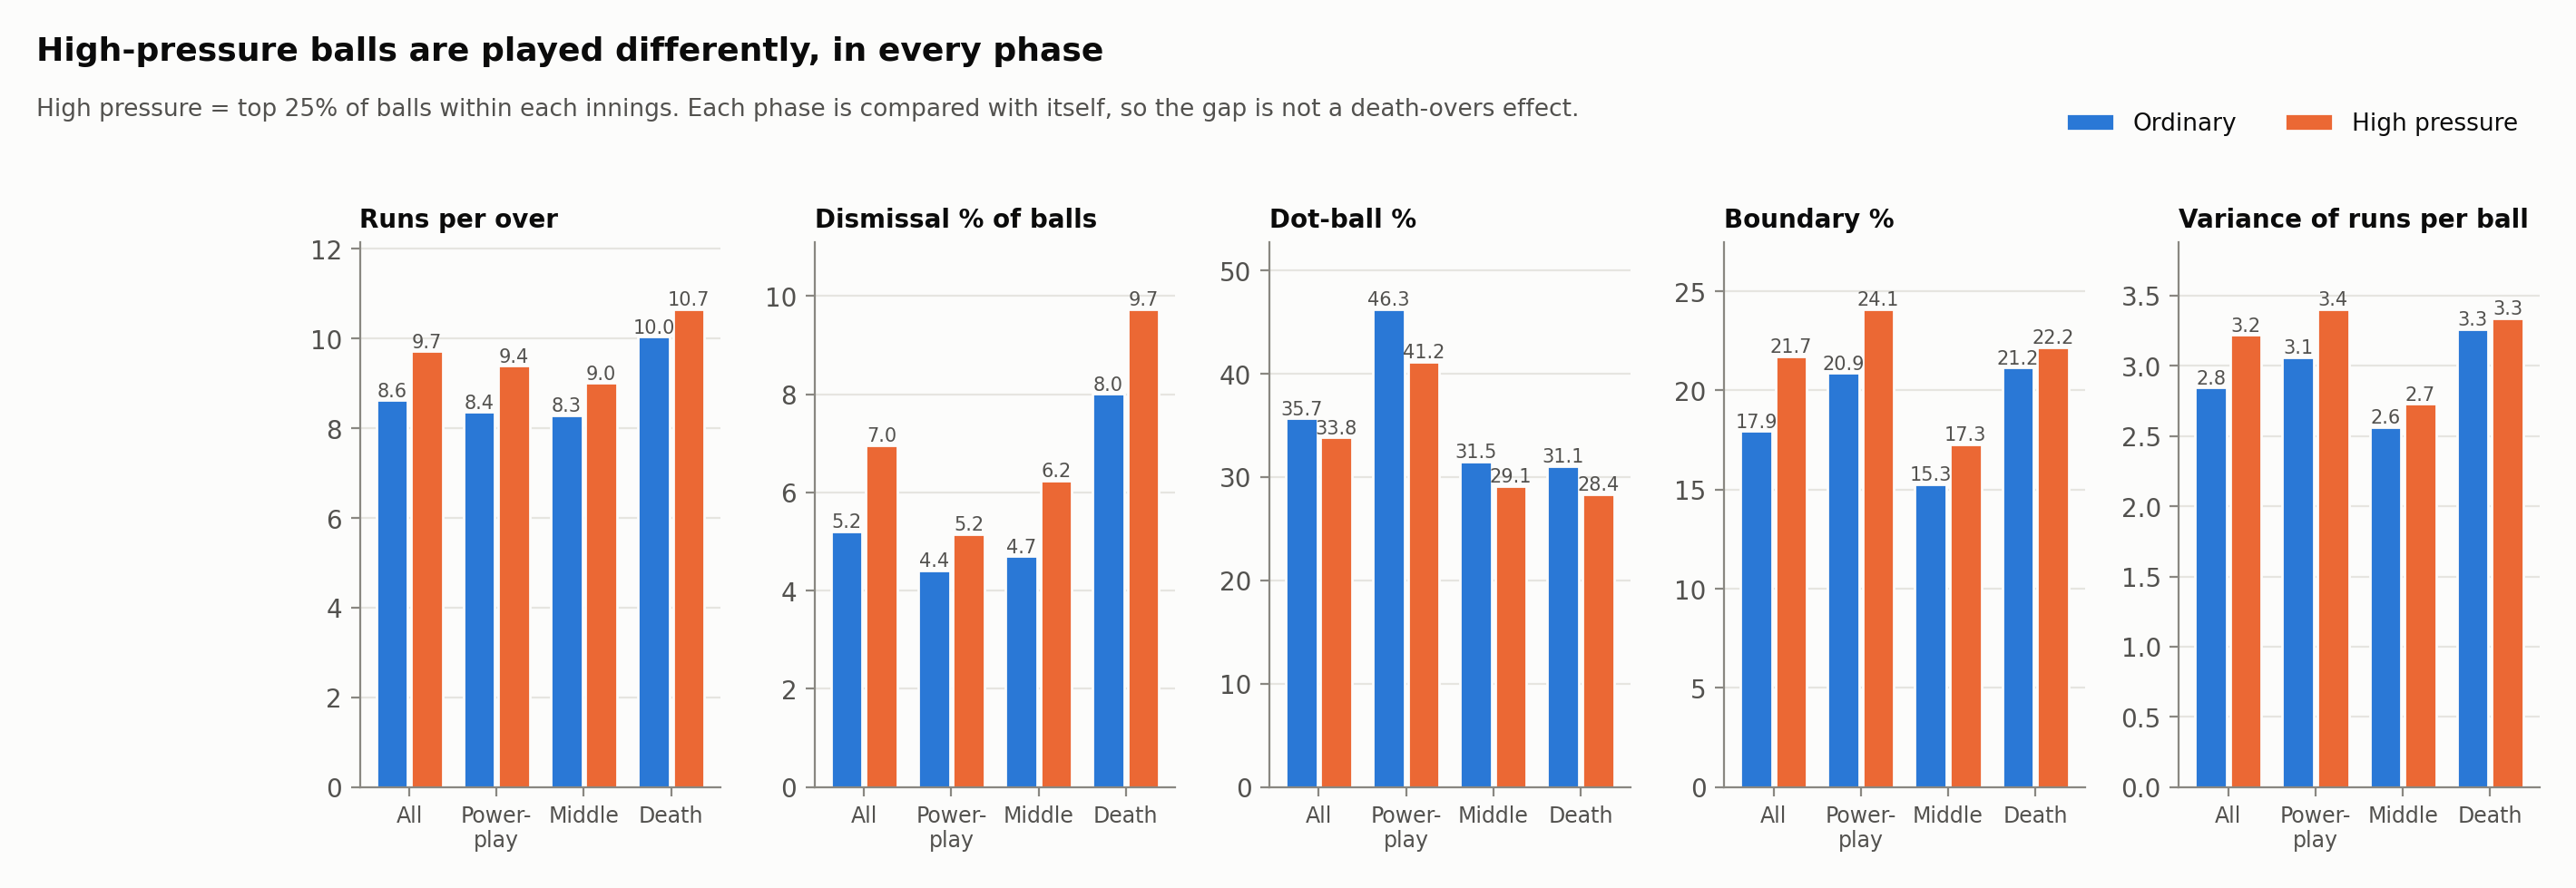 High-pressure balls are played differently, in every phase
High pressure = top 25% of balls within each innings. Each phase is compared with itself, so the gap is not a death-overs effect.
Ordinary
High pressure
Runs per over
12
10
8
6
4
2
0
8.6
9.7
8.4
9.4
8.3
9.0
10.0
10.7
All
Power-
play
Middle
Death
Dismissal % of balls
10
8
6
4
2
0
5.2
7.0
4.4
5.2
4.7
6.2
8.0
9.7
All
Power-
play
Middle
Death
Dot-ball %
50
40
30
20
10
0
35.7
33.8
46.3
41.2
31.5
29.1
31.1
28.4
All
Power-
play
Middle
Death
Boundary %
25
20
15
10
5
0
17.9
21.7
20.9
24.1
15.3
17.3
21.2
22.2
All
Power-
play
Middle
Death
Variance of runs per ball
3.5
3.0
2.5
2.0
1.5
1.0
0.5
0.0
2.8
3.2
3.1
3.4
2.6
2.7
3.3
3.3
All
Power-
play
Middle
Death